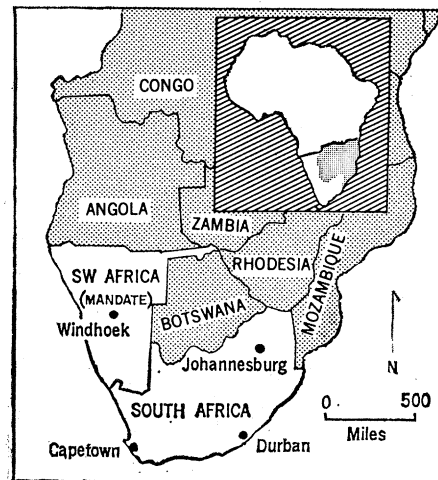 CONGO
ANGOLA
ZAMBIA
RHODESIA
MOZAMBIQUE
SW AFRICA
(MANDATE)
Windhoek
BOTSWANA
Johannesburg
N
SOUTH AFRICA
0 500
Miles
Capetown
Durban